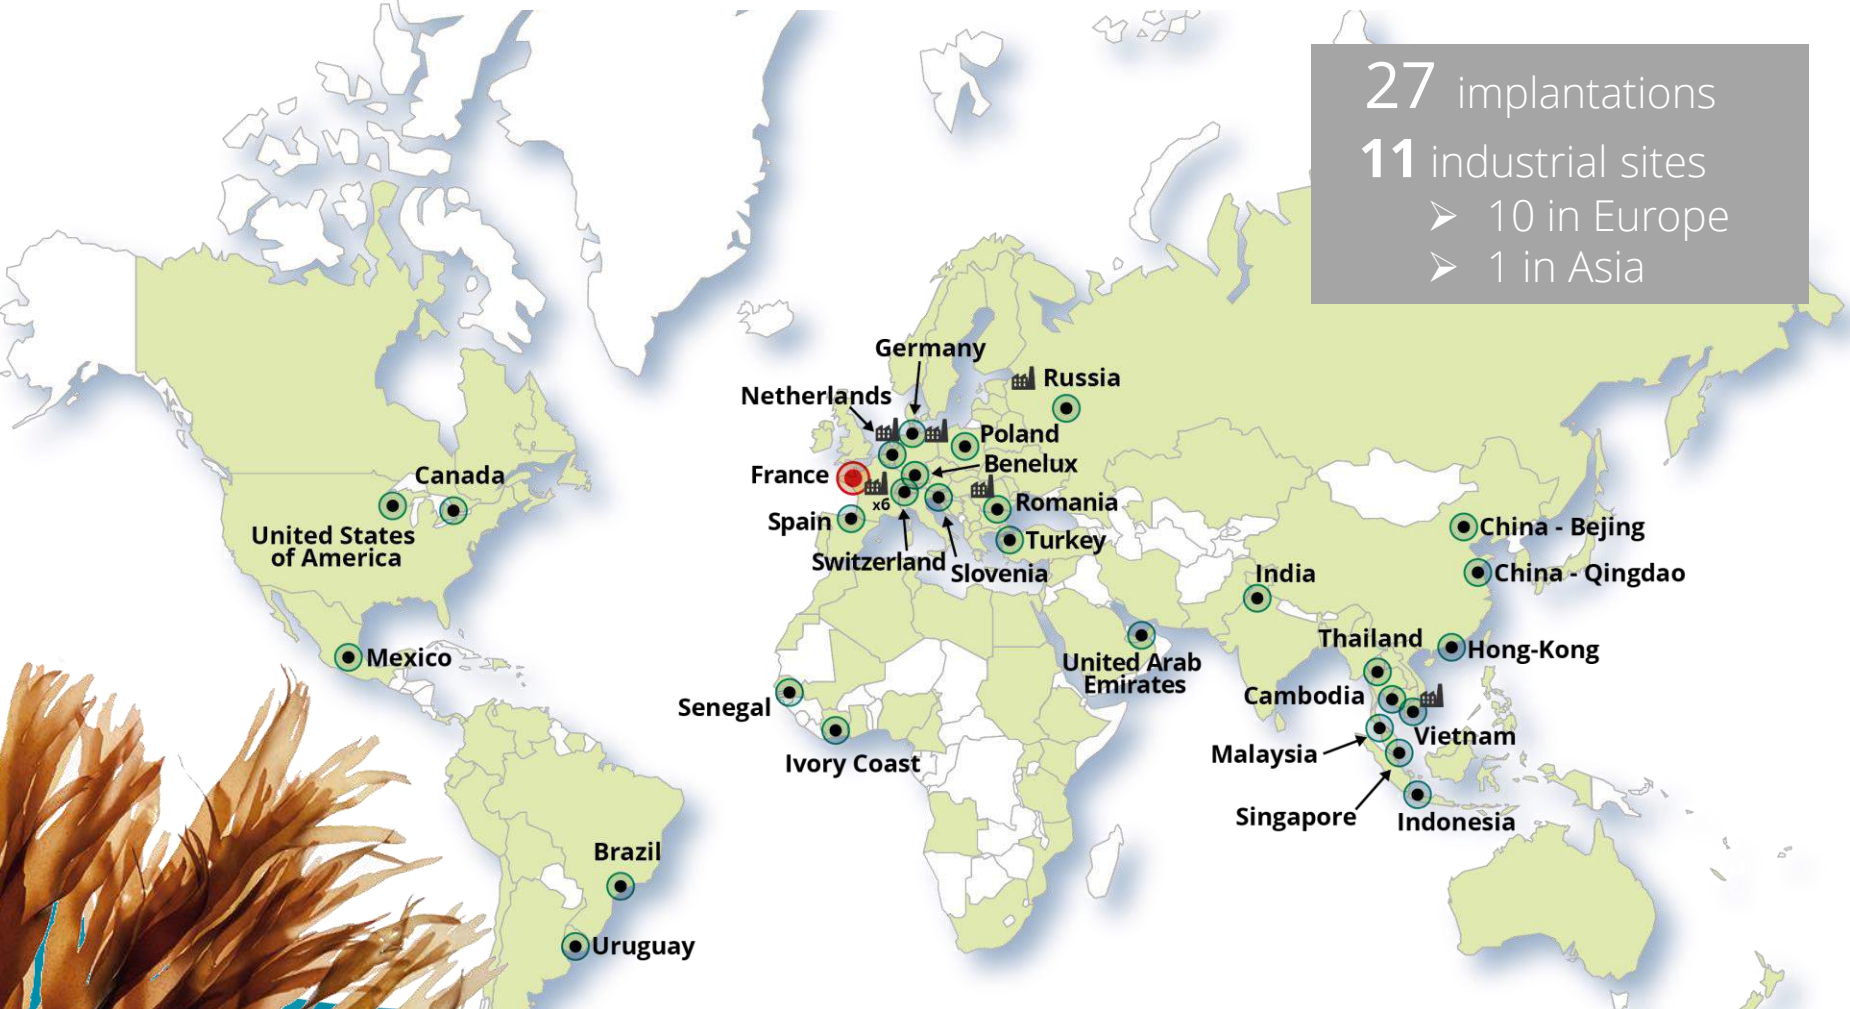 27 implantations
11 industrial sites
➢ 10 in Europe
➢ 1 in Asia
Germany
Russia
Netherlands
Poland
Benelux
France
x6
Romania
Spain
Turkey
Switzerland
Slovenia
Canada
United States
of America
Mexico
Brazil
Uruguay
Senegal
Ivory Coast
United Arab
Emirates
India
China - Bejing
China - Qingdao
Hong-Kong
Thailand
Cambodia
Vietnam
Malaysia
Singapore
Indonesia